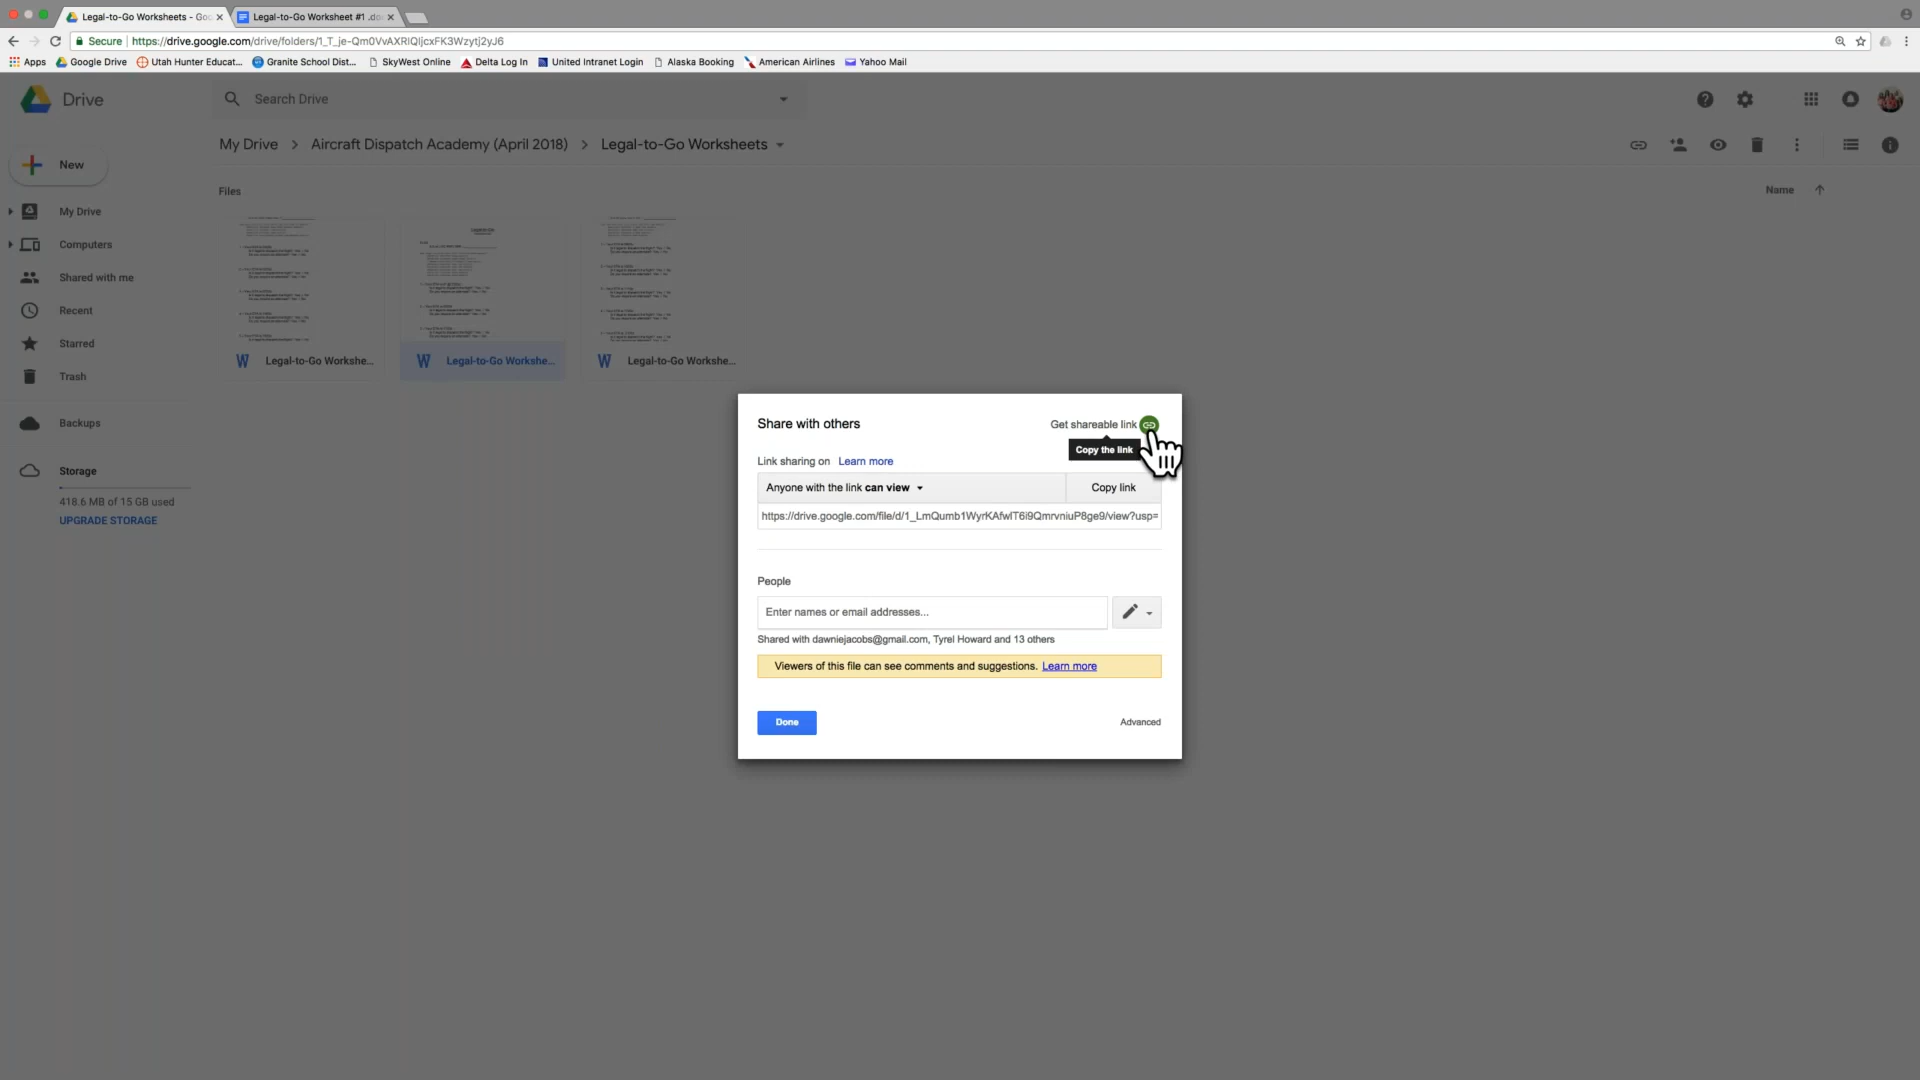 Legal-to-Go Worksheets - Goo
Legal-to-Go Worksheet #1 .do
Secure
https://drive.google.com/drive/folders/1_T_je-Qm0VvAXRIQIjcxFK3Wzytj2yJ6
Apps
Google Drive
Utah Hunter Educat...
Granite School Dist...
SkyWest Online
Delta Log In
United Intranet Login
Alaska Booking
American Airlines
Yahoo Mail
Drive
Search Drive
My Drive > Aircraft Dispatch Academy (April 2018) > Legal-to-Go Worksheets
New
Files
Name
My Drive
Computers
Shared with me
Recent
Starred
Trash
Backups
Storage
418.6 MB of 15 GB used
UPGRADE STORAGE
W Legal-to-Go Workshe...
W Legal-to-Go Workshe...
W Legal-to-Go Workshe...
Share with others
Get shareable link
Copy the link
Link sharing on Learn more
Anyone with the link can view
Copy link
https://drive.google.com/file/d/1_LmQumb1WyrKAfwlT6i9QmrvniuP8ge9/view?usp=
People
Enter names or email addresses...
Shared with dawniejacobs@gmail.com, Tyrel Howard and 13 others
Viewers of this file can see comments and suggestions. Learn more
Done
Advanced